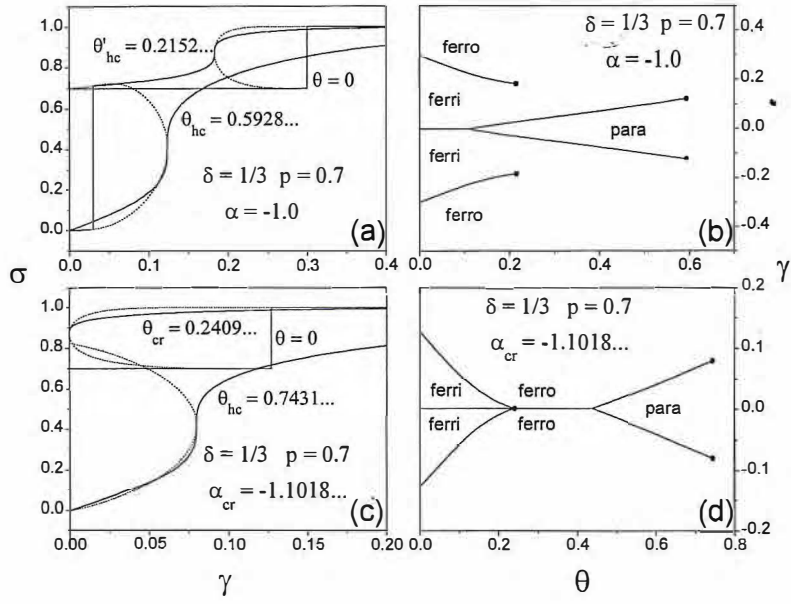 1.0
0.8
0.6
0.4
0.2
0.0
θ'hc = 0.2152...
θ = 0
θhc = 0.5928...
δ = 1/3 p = 0.7
α = -1.0
(a)
0.0 0.1 0.2 0.3 0.4
δ = 1/3 p = 0.7
α = -1.0
ferro
ferri
para
ferri
ferro
(b)
0.4
0.2
0.0
-0.2
-0.4
0.0 0.2 0.4 0.6 0.8
σ
γ
1.0
0.8
0.6
0.4
0.2
0.0
θcr = 0.2409...
θ = 0
θhc = 0.7431...
δ = 1/3 p = 0.7
αcr = -1.1018...
(c)
0.00 0.05 0.10 0.15 0.20
γ
δ = 1/3 p = 0.7
αcr = -1.1018...
ferri ferro
ferri ferro
para
(d)
0.2
0.1
0.0
-0.1
-0.2
0.0 0.2 0.4 0.6 0.8
θ